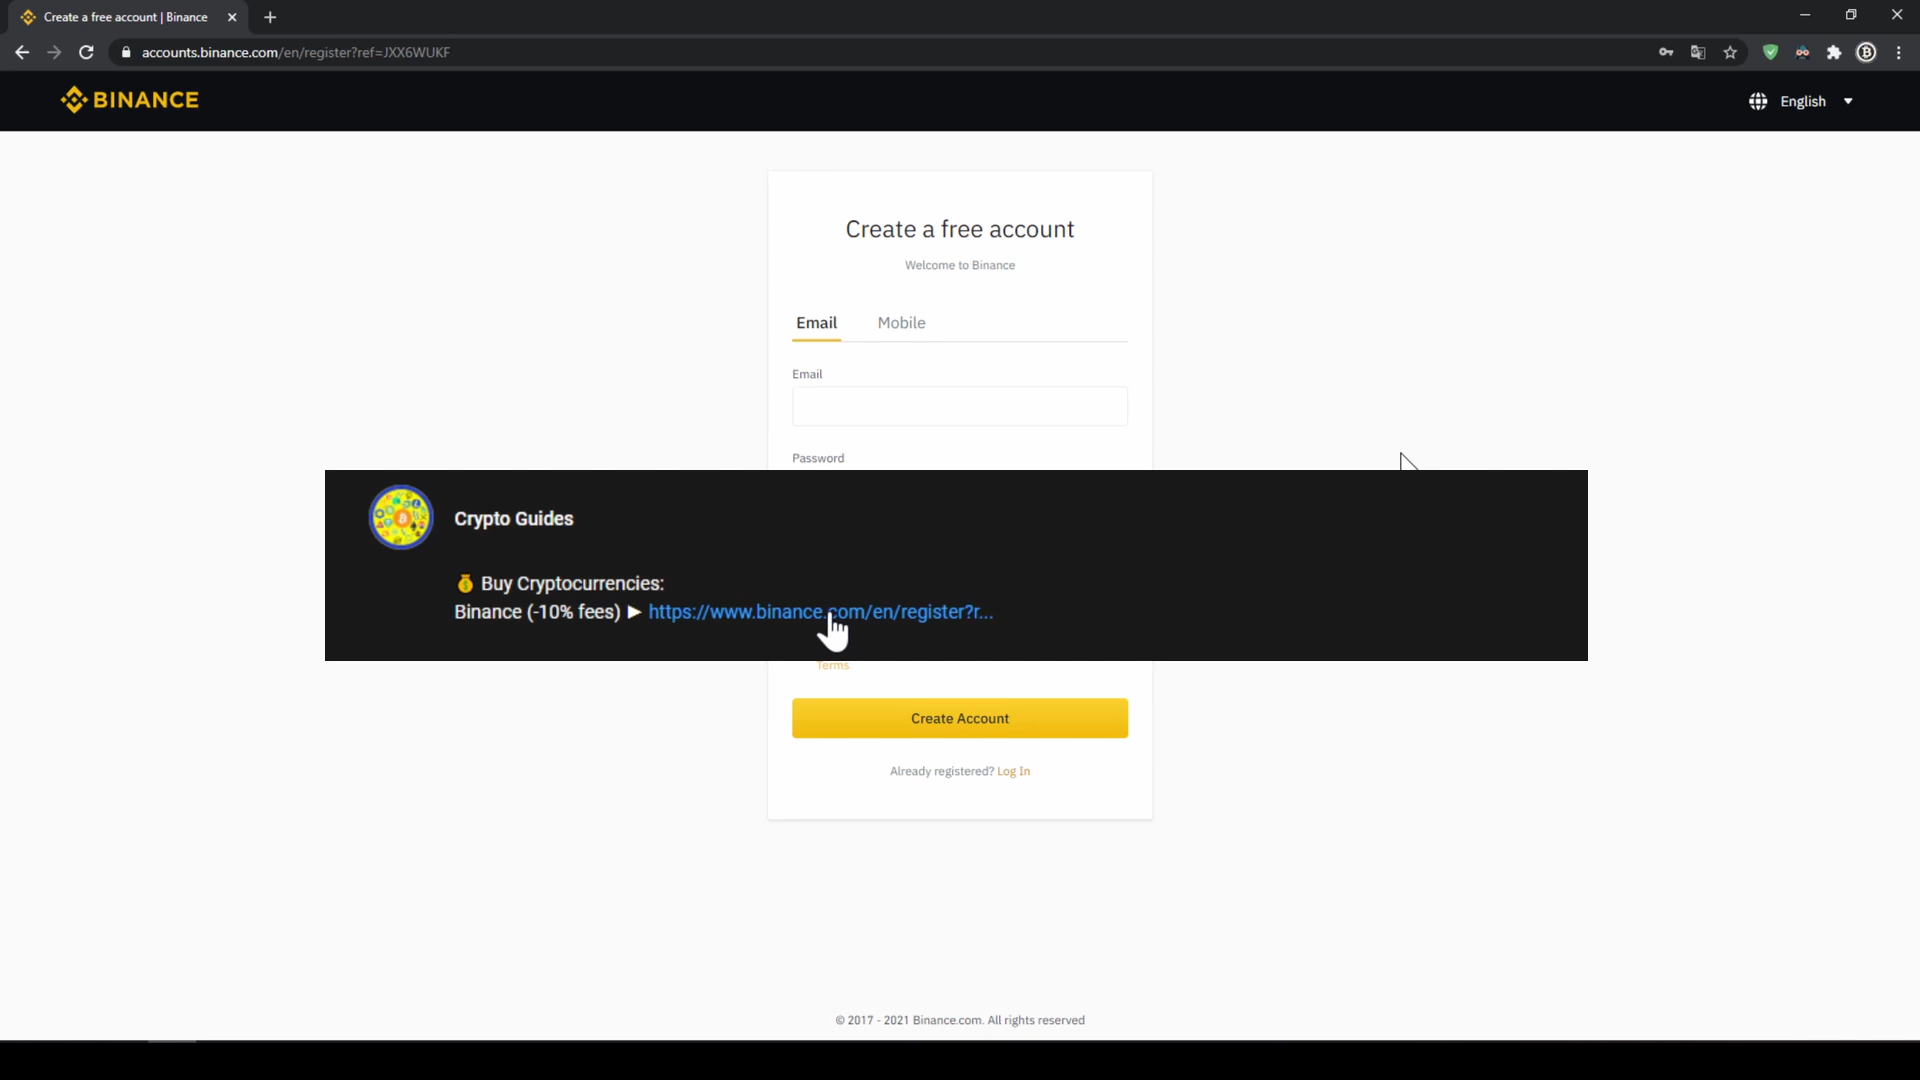 Create a free account | Binance
accounts.binance.com/en/register?ref=JXX6WUKF
BINANCE
English
Create a free account
Welcome to Binance
Email Mobile
Email
Password
Crypto Guides
Buy Cryptocurrencies:
Binance (-10% fees) ► https://www.binance.com/en/register?r...
Terms
Create Account
Already registered? Log In
© 2017 - 2021 Binance.com. All rights reserved